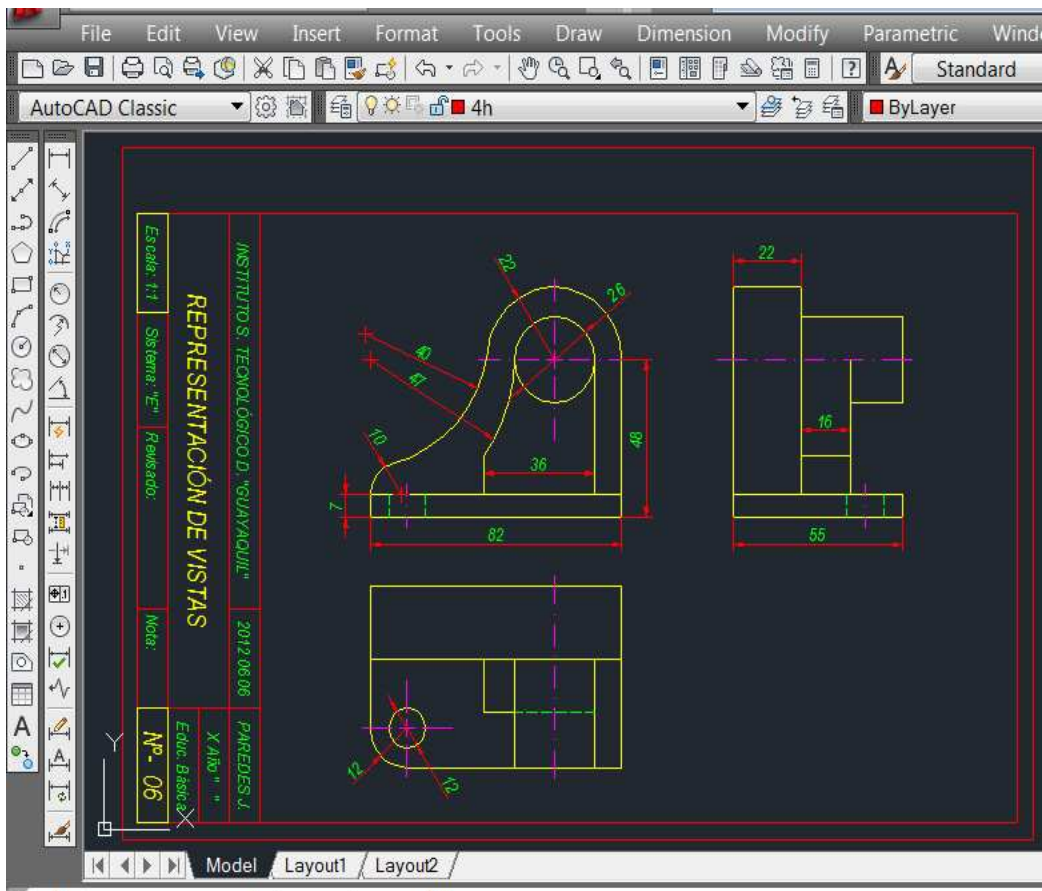 File Edit View Insert Format Tools Draw Dimension Modify Parametric Windo
Standard
AutoCAD Classic 4h ByLayer
Escala: 1:1 Sistema: "E" Revisado: Nota: Nº- 06
REPRESENTACIÓN DE VISTAS
Educ. Básica
X Año " "
INSTITUTO S. TECNOLÓGICO D, "GUAYAQUIL" 2012 06 06 PAREDES J.
22
26
40
47
10
36
48
7
82
22
16
55
12
12
Y
X
A
Model Layout1 Layout2